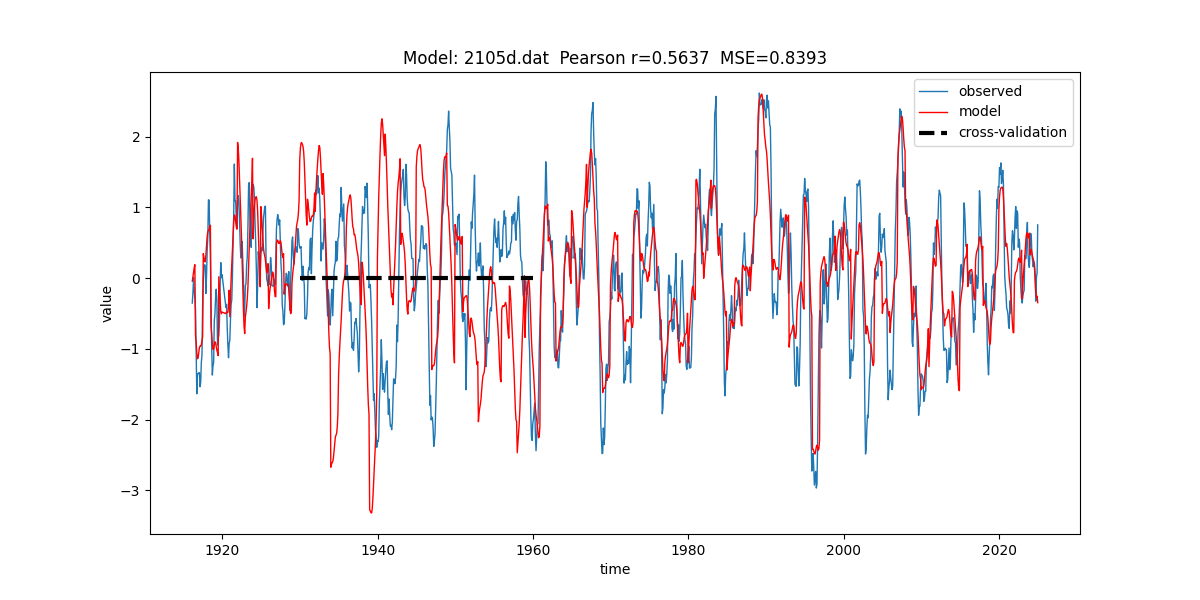 Model: 2105d.dat  Pearson r=0.5637  MSE=0.8393
observed
model
cross-validation
value
2
1
0
−1
−2
−3
1920
1940
1960
1980
2000
2020
time